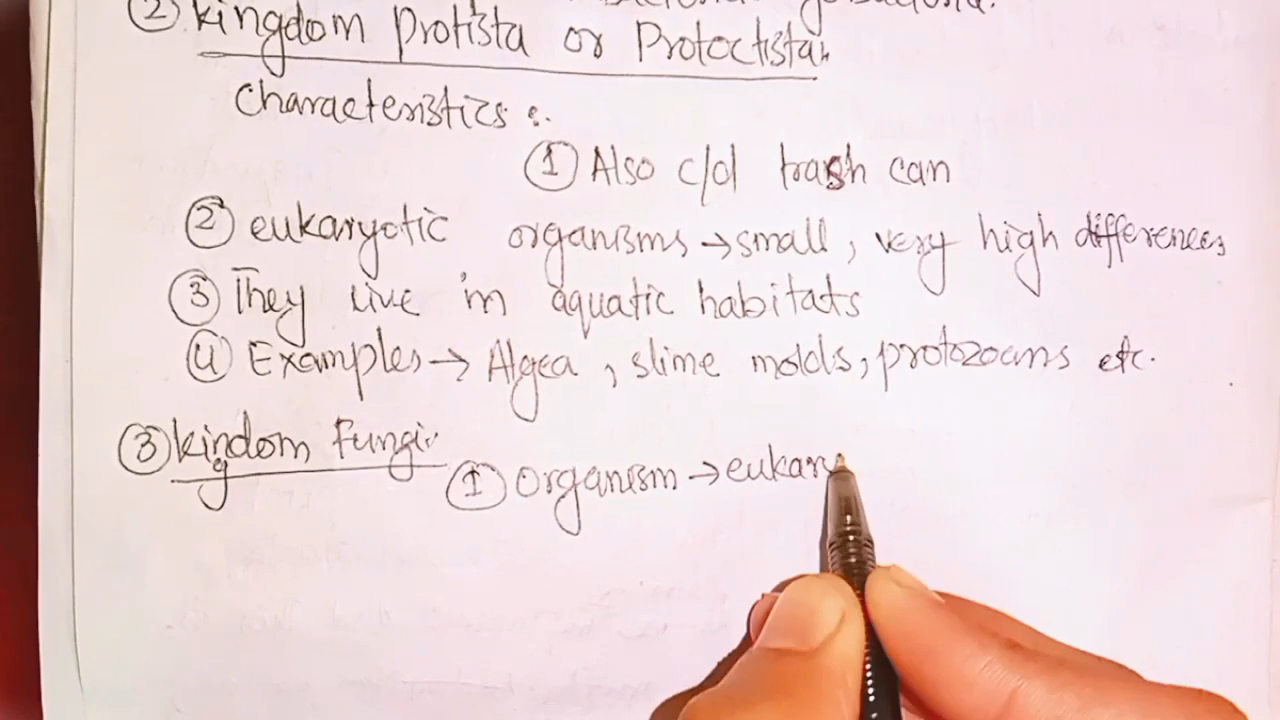 ② Kingdom Protista or Protoctista
Characteristics:
① Also c/d trash can
② eukaryotic organisms → small, very high differences
③ They live in aquatic habitats
④ Examples → Algea, slime molds, protozoans etc.
③ Kindom Fungi
① Organism → eukary